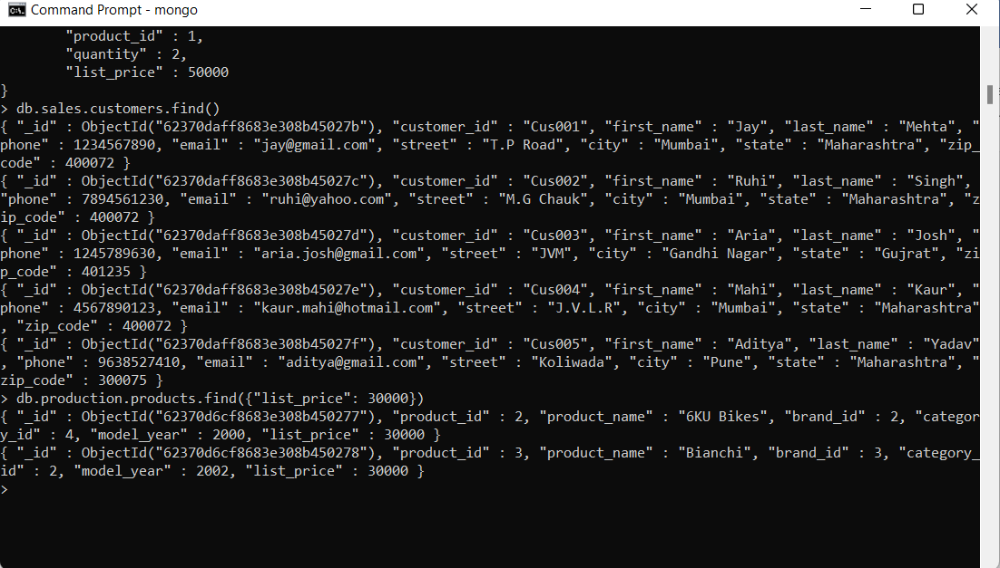 Command Prompt - mongo
"product_id" : 1,
"quantity" : 2,
"list_price" : 50000
}
> db.sales.customers.find()
{ "_id" : ObjectId("62370daff8683e308b45027b"), "customer_id" : "Cus001", "first_name" : "Jay", "last_name" : "Mehta", "
phone" : 1234567890, "email" : "jay@gmail.com", "street" : "T.P Road", "city" : "Mumbai", "state" : "Maharashtra", "zip_
code" : 400072 }
{ "_id" : ObjectId("62370daff8683e308b45027c"), "customer_id" : "Cus002", "first_name" : "Ruhi", "last_name" : "Singh",
"phone" : 7894561230, "email" : "ruhi@yahoo.com", "street" : "M.G Chauk", "city" : "Mumbai", "state" : "Maharashtra", "z
ip_code" : 400072 }
{ "_id" : ObjectId("62370daff8683e308b45027d"), "customer_id" : "Cus003", "first_name" : "Aria", "last_name" : "Josh", "
phone" : 1245789630, "email" : "aria.josh@gmail.com", "street" : "JVM", "city" : "Gandhi Nagar", "state" : "Gujrat", "zi
p_code" : 401235 }
{ "_id" : ObjectId("62370daff8683e308b45027e"), "customer_id" : "Cus004", "first_name" : "Mahi", "last_name" : "Kaur", "
phone" : 4567890123, "email" : "kaur.mahi@hotmail.com", "street" : "J.V.L.R", "city" : "Mumbai", "state" : "Maharashtra"
, "zip_code" : 400072 }
{ "_id" : ObjectId("62370daff8683e308b45027f"), "customer_id" : "Cus005", "first_name" : "Aditya", "last_name" : "Yadav"
, "phone" : 9638527410, "email" : "aditya@gmail.com", "street" : "Koliwada", "city" : "Pune", "state" : "Maharashtra", "
zip_code" : 300075 }
> db.production.products.find({"list_price": 30000})
{ "_id" : ObjectId("62370d6cf8683e308b450277"), "product_id" : 2, "product_name" : "6KU Bikes", "brand_id" : 2, "categor
y_id" : 4, "model_year" : 2000, "list_price" : 30000 }
{ "_id" : ObjectId("62370d6cf8683e308b450278"), "product_id" : 3, "product_name" : "Bianchi", "brand_id" : 3, "category_
id" : 2, "model_year" : 2002, "list_price" : 30000 }
>